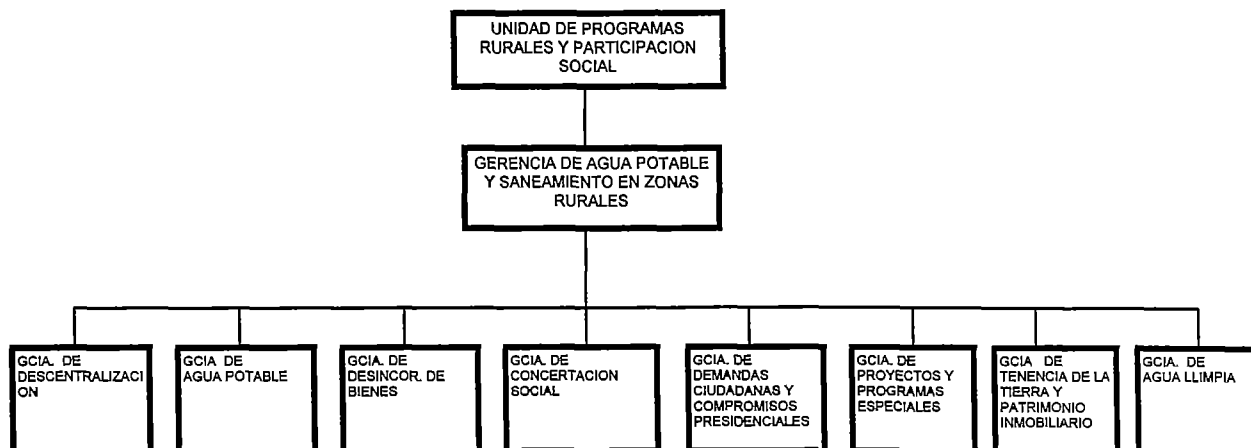 UNIDAD DE PROGRAMAS
RURALES Y PARTICIPACION
SOCIAL
GERENCIA DE AGUA POTABLE
Y SANEAMIENTO EN ZONAS
RURALES
GCIA. DE
DESCENTRALIZACI
ON
GCIA DE
AGUA POTABLE
GCIA. DE
DESINCOR. DE
BIENES
GCIA. DE
CONCERTACION
SOCIAL
GCIA. DE
DEMANDAS
CIUDADANAS Y
COMPROMISOS
PRESIDENCIALES
GCIA. DE
PROYECTOS Y
PROGRAMAS
ESPECIALES
GCIA DE
TENENCIA DE LA
TIERRA Y
PATRIMONIO
INMOBILIARIO
GCIA. DE
AGUA LLIMPIA